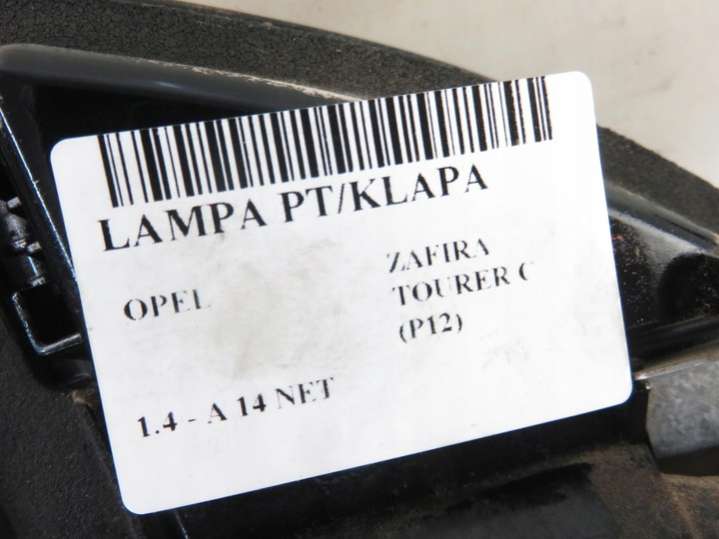 LAMPA PT/KLAPA
OPEL
ZAFIRA
TOURER C
(P12)
1.4 - A 14 NET